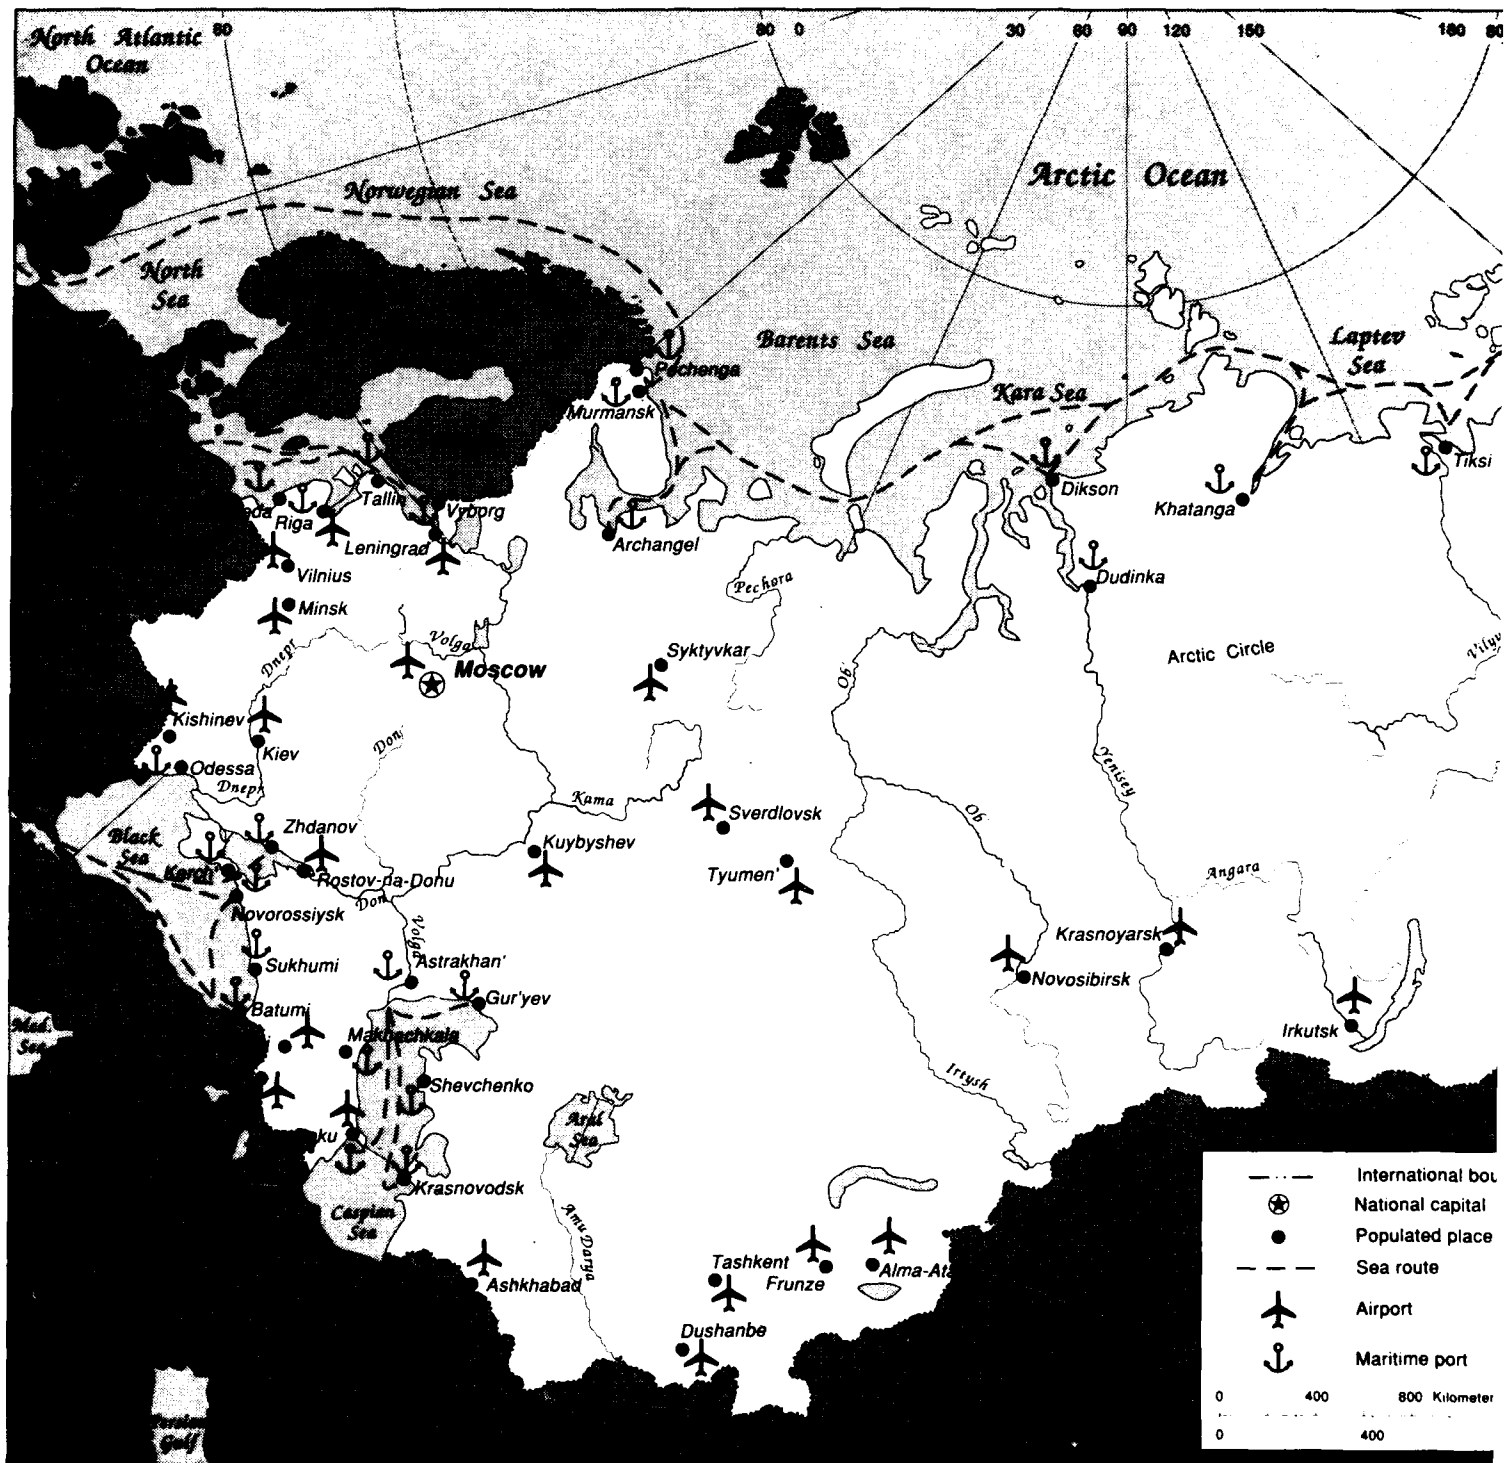 North Atlantic
Ocean
80
80
0
30
60
90
120
150
180
80
Arctic Ocean
Norwegian Sea
North
Sea
Barents Sea
Laptev
Sea
Kara Sea
Pechenga
Murmansk
Tiksi
Dikson
Khatanga
Tallin
Riga
Vyborg
Leningrad
Archangel
Vilnius
Pechora
Dudinka
Minsk
Dnepr
Volga
Moscow
Syktyvkar
Ob
Arctic Circle
Kishinev
Kiev
Don
Odessa
Dnepr
Yenisey
Kama
Sverdlovsk
Ob
Black
Sea
Zhdanov
Kuybyshev
Kerch'
Rostov-na-Donu
Tyumen'
Angara
Don
Novorossiysk
Volga
Krasnoyarsk
Sukhumi
Astrakhan'
Novosibirsk
Batumi
Gur'yev
Med.
Sea
Makhachkala
Irkutsk
Shevchenko
Irtysh
Aral
Sea
ku
Krasnovodsk
Caspian
Sea
Amu Darya
Ashkhabad
Tashkent
Frunze
Alma-Ata
Dushanbe
Persian
Gulf
International bou
National capital
Populated place
Sea route
Airport
Maritime port
0 400 800 Kilometer
0 400